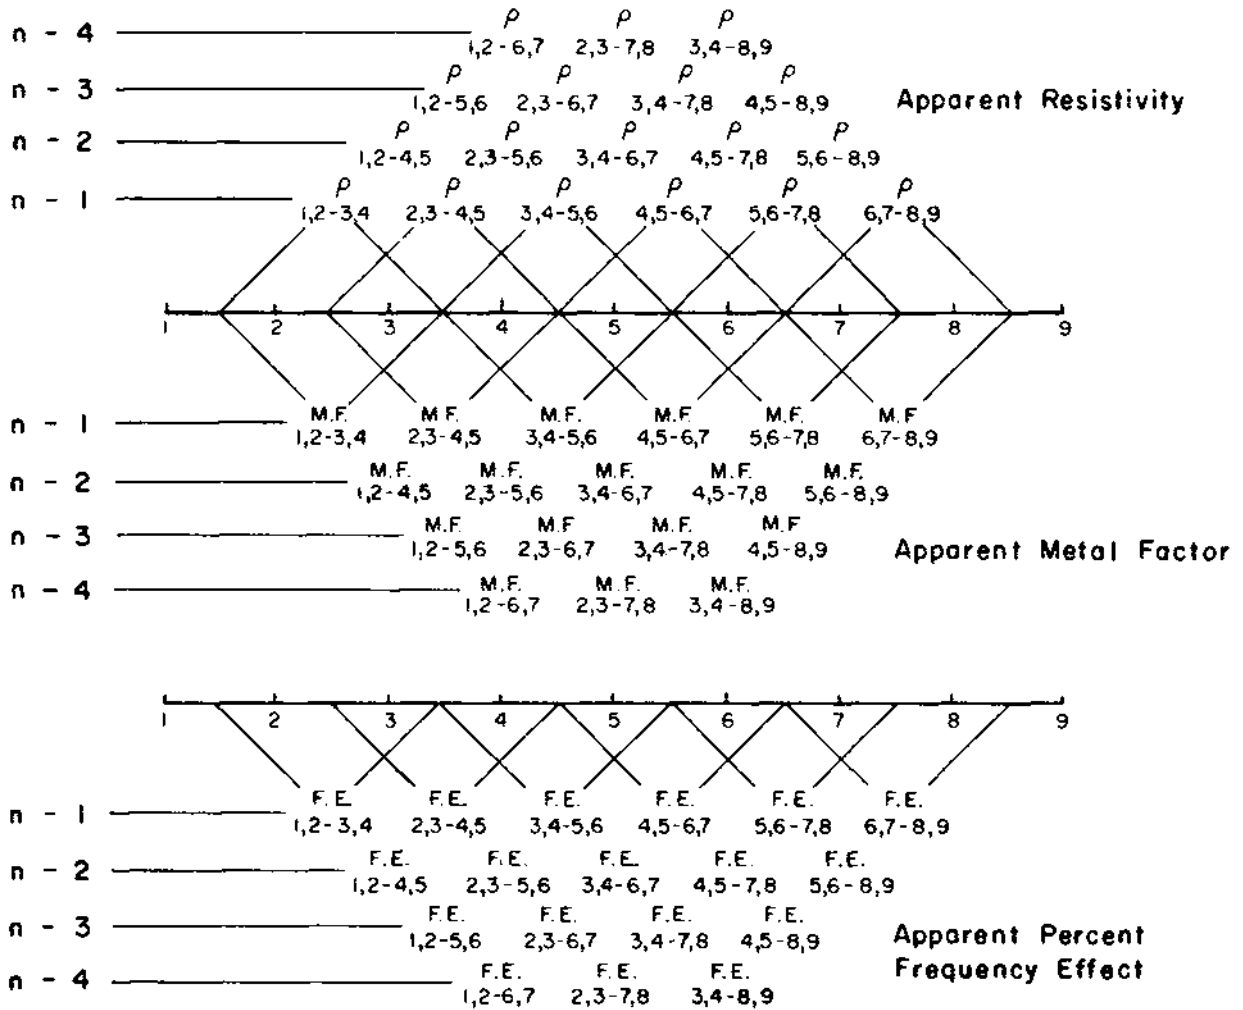 n - 4 ρ ρ ρ
1,2-6,7 2,3-7,8 3,4-8,9
n - 3 ρ ρ ρ ρ
1,2-5,6 2,3-6,7 3,4-7,8 4,5-8,9 Apparent Resistivity
n - 2 ρ ρ ρ ρ ρ
1,2-4,5 2,3-5,6 3,4-6,7 4,5-7,8 5,6-8,9
n - 1 ρ ρ ρ ρ ρ ρ
1,2-3,4 2,3-4,5 3,4-5,6 4,5-6,7 5,6-7,8 6,7-8,9
1 2 3 4 5 6 7 8 9
n - 1 M.F. M.F. M.F. M.F. M.F. M.F
1,2-3,4 2,3-4,5 3,4-5,6 4,5-6,7 5,6-7,8 6,7-8,9
n - 2 M.F. M.F. M.F. M.F. M.F.
1,2-4,5 2,3-5,6 3,4-6,7 4,5-7,8 5,6-8,9
n - 3 M.F. M.F M.F. M.F
1,2-5,6 2,3-6,7 3,4-7,8 4,5-8,9 Apparent Metal Factor
n - 4 M.F. M.F. M.F.
1,2-6,7 2,3-7,8 3,4-8,9
1 2 3 4 5 6 7 8 9
n - 1 F.E. F.E. F.E. F.E. F.E. F.E.
1,2-3,4 2,3-4,5 3,4-5,6 4,5-6,7 5,6-7,8 6,7-8,9
n - 2 F.E. F.E. F.E. F.E. F.E.
1,2-4,5 2,3-5,6 3,4-6,7 4,5-7,8 5,6-8,9
n - 3 F.E. F.E. F.E. F.E.
1,2-5,6 2,3-6,7 3,4-7,8 4,5-8,9 Apparent Percent
Frequency Effect
n - 4 F.E. F.E. F.E.
1,2-6,7 2,3-7,8 3,4-8,9